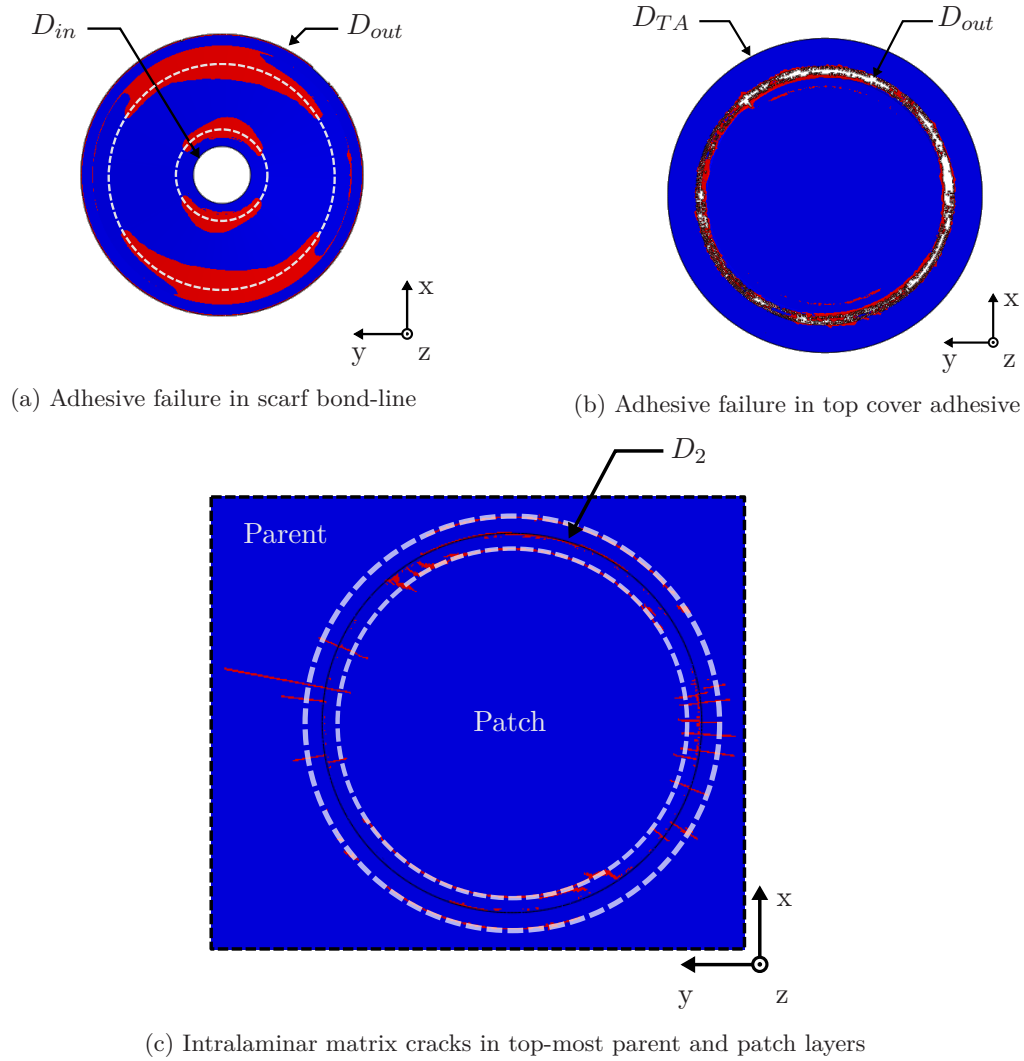 D_in D_out
x
y z
(a) Adhesive failure in scarf bond-line
D_TA D_out
x
y z
(b) Adhesive failure in top cover adhesive
D_2
Parent
Patch
x
y z
(c) Intralaminar matrix cracks in top-most parent and patch layers